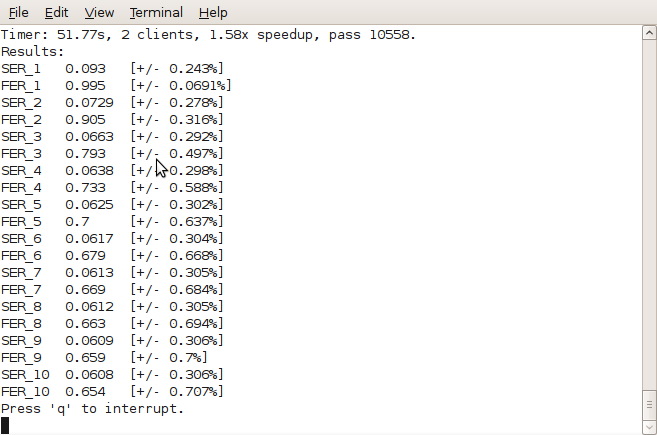 File Edit View Terminal Help
Timer: 51.77s, 2 clients, 1.58x speedup, pass 10558.
Results:
SER_1 0.093 [+/- 0.243%]
FER_1 0.995 [+/- 0.0691%]
SER_2 0.0729 [+/- 0.278%]
FER_2 0.905 [+/- 0.316%]
SER_3 0.0663 [+/- 0.292%]
FER_3 0.793 [+/- 0.497%]
SER_4 0.0638 [+/- 0.298%]
FER_4 0.733 [+/- 0.588%]
SER_5 0.0625 [+/- 0.302%]
FER_5 0.7 [+/- 0.637%]
SER_6 0.0617 [+/- 0.304%]
FER_6 0.679 [+/- 0.668%]
SER_7 0.0613 [+/- 0.305%]
FER_7 0.669 [+/- 0.684%]
SER_8 0.0612 [+/- 0.305%]
FER_8 0.663 [+/- 0.694%]
SER_9 0.0609 [+/- 0.306%]
FER_9 0.659 [+/- 0.7%]
SER_10 0.0608 [+/- 0.306%]
FER_10 0.654 [+/- 0.707%]
Press 'q' to interrupt.